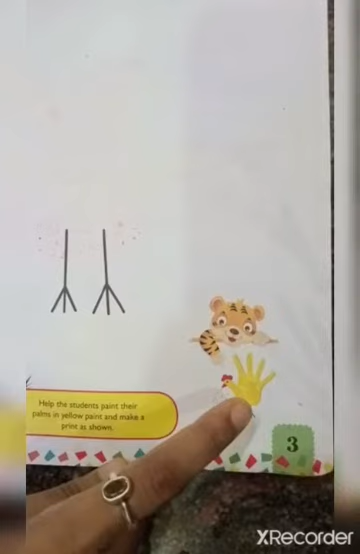 Help the students paint their
palms in yellow paint and make a
print as shown.
3
XRecorder